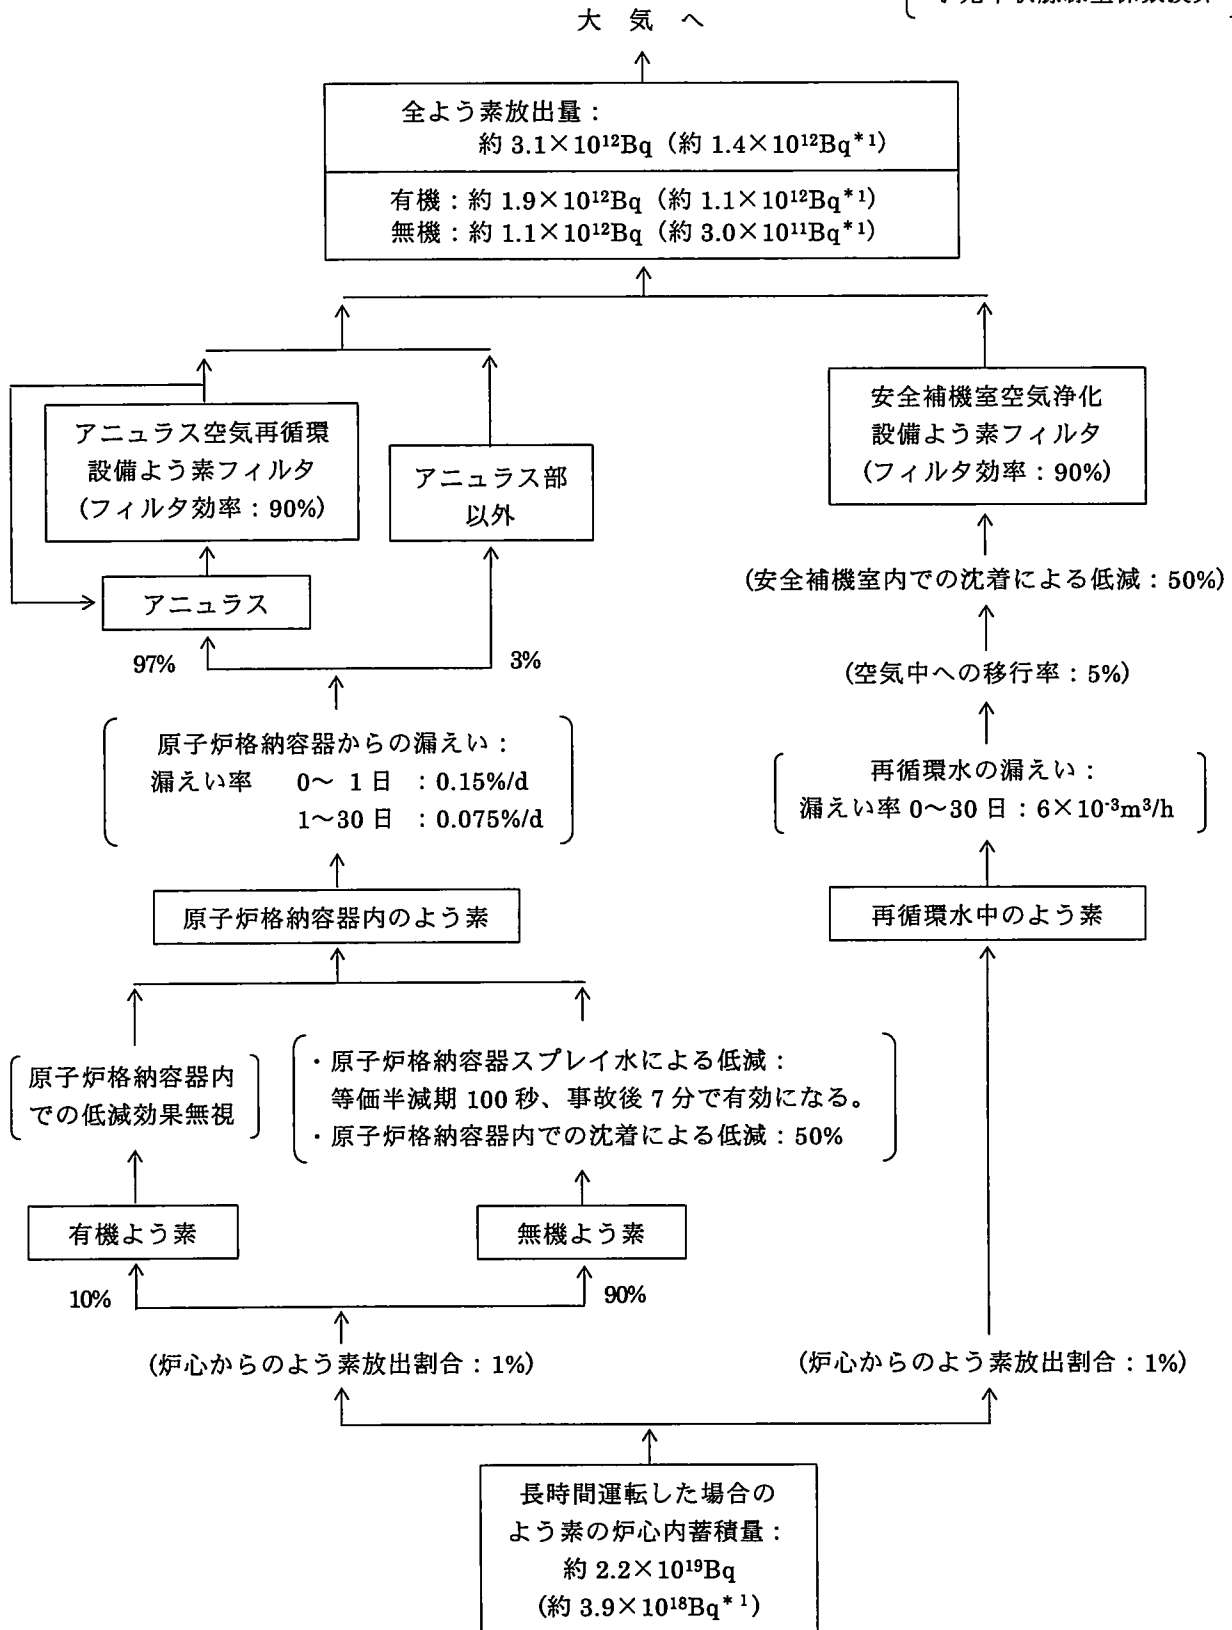 大 気 へ
全よう素放出量：
約 3.1×10¹²Bq（約 1.4×10¹²Bq*¹）
有機：約 1.9×10¹²Bq（約 1.1×10¹²Bq*¹）
無機：約 1.1×10¹²Bq（約 3.0×10¹¹Bq*¹）
アニュラス空気再循環
設備よう素フィルタ
(フィルタ効率：90%)
アニュラス部
以外
安全補機室空気浄化
設備よう素フィルタ
(フィルタ効率：90%)
アニュラス
(安全補機室内での沈着による低減：50%)
97%
3%
(空気中への移行率：5%)
原子炉格納容器からの漏えい：
漏えい率 0～ 1日 ：0.15%/d
1～30日 ：0.075%/d
再循環水の漏えい：
漏えい率 0～30日：6×10⁻³m³/h
原子炉格納容器内のよう素
再循環水中のよう素
原子炉格納容器内
での低減効果無視
・原子炉格納容器スプレイ水による低減：
等価半減期 100 秒、事故後 7 分で有効になる。
・原子炉格納容器内での沈着による低減：50%
有機よう素
無機よう素
10%
90%
(炉心からのよう素放出割合：1%)
(炉心からのよう素放出割合：1%)
長時間運転した場合の
よう素の炉心内蓄積量：
約 2.2×10¹⁹Bq
(約 3.9×10¹⁸Bq*¹)